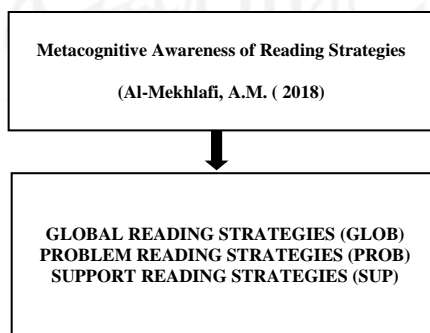 Metacognitive Awareness of Reading Strategies
(Al-Mekhlafi, A.M. ( 2018)
GLOBAL READING STRATEGIES (GLOB)
PROBLEM READING STRATEGIES (PROB)
SUPPORT READING STRATEGIES (SUP)